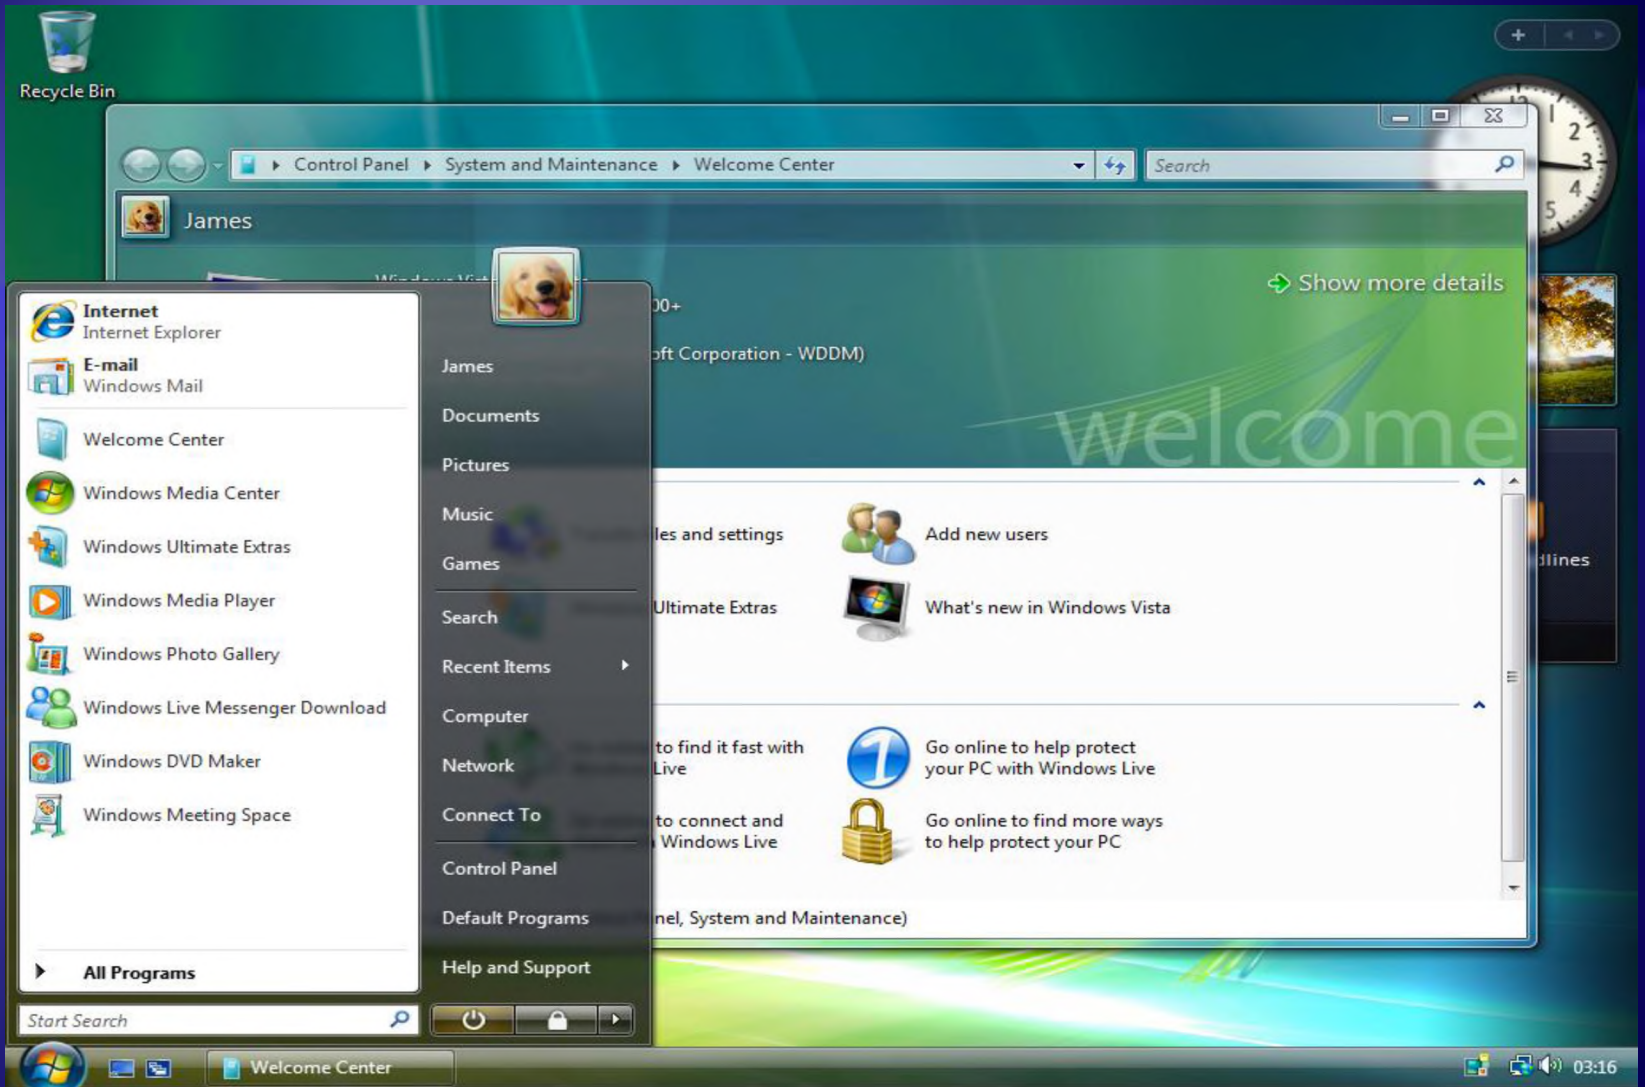 Recycle Bin
12
1
2
3
4
5
Control Panel
System and Maintenance
Welcome Center
Search
James
Show more details
00+
oft Corporation - WDDM)
welcome
les and settings
Add new users
Ultimate Extras
What's new in Windows Vista
to find it fast with
Live
Go online to help protect
your PC with Windows Live
to connect and
Windows Live
Go online to find more ways
to help protect your PC
nel, System and Maintenance)
dlines
Internet
Internet Explorer
E-mail
Windows Mail
Welcome Center
Windows Media Center
Windows Ultimate Extras
Windows Media Player
Windows Photo Gallery
Windows Live Messenger Download
Windows DVD Maker
Windows Meeting Space
All Programs
Start Search
James
Documents
Pictures
Music
Games
Search
Recent Items
Computer
Network
Connect To
Control Panel
Default Programs
Help and Support
Welcome Center
03:16